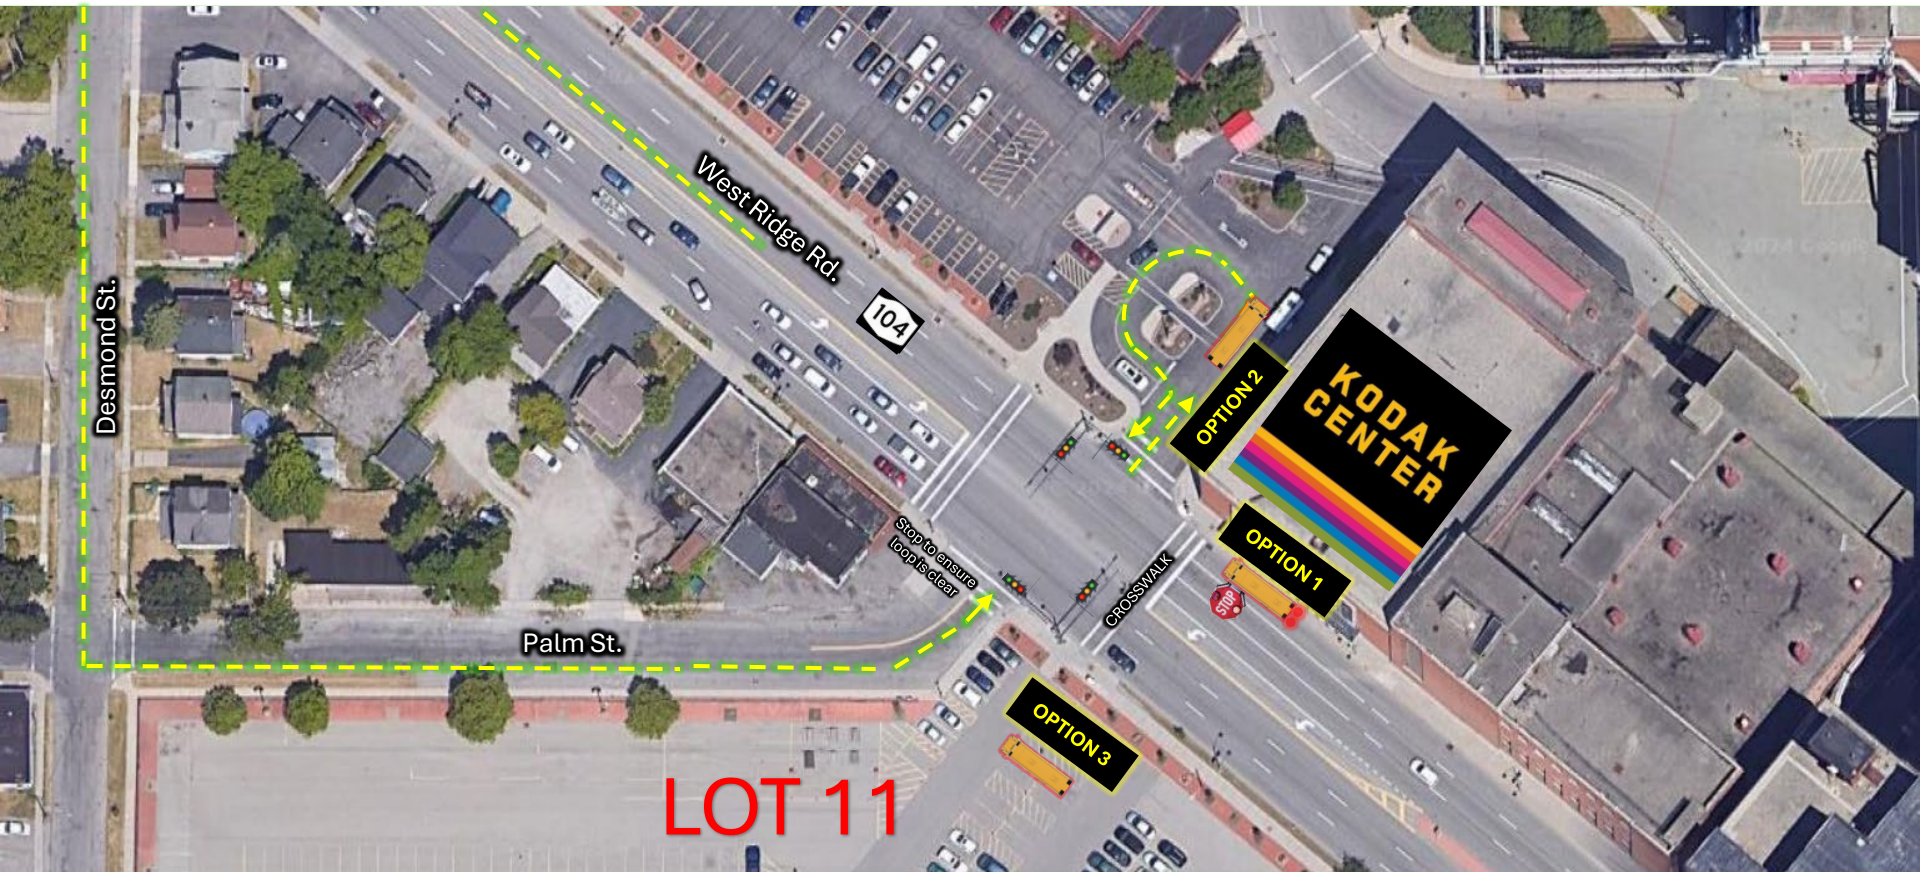 West Ridge Rd.
104
Desmond St.
OPTION 2
KODAK
CENTER
Stop to ensure
loop is clear
OPTION 1
STOP
CROSSWALK
Palm St.
OPTION 3
LOT 11